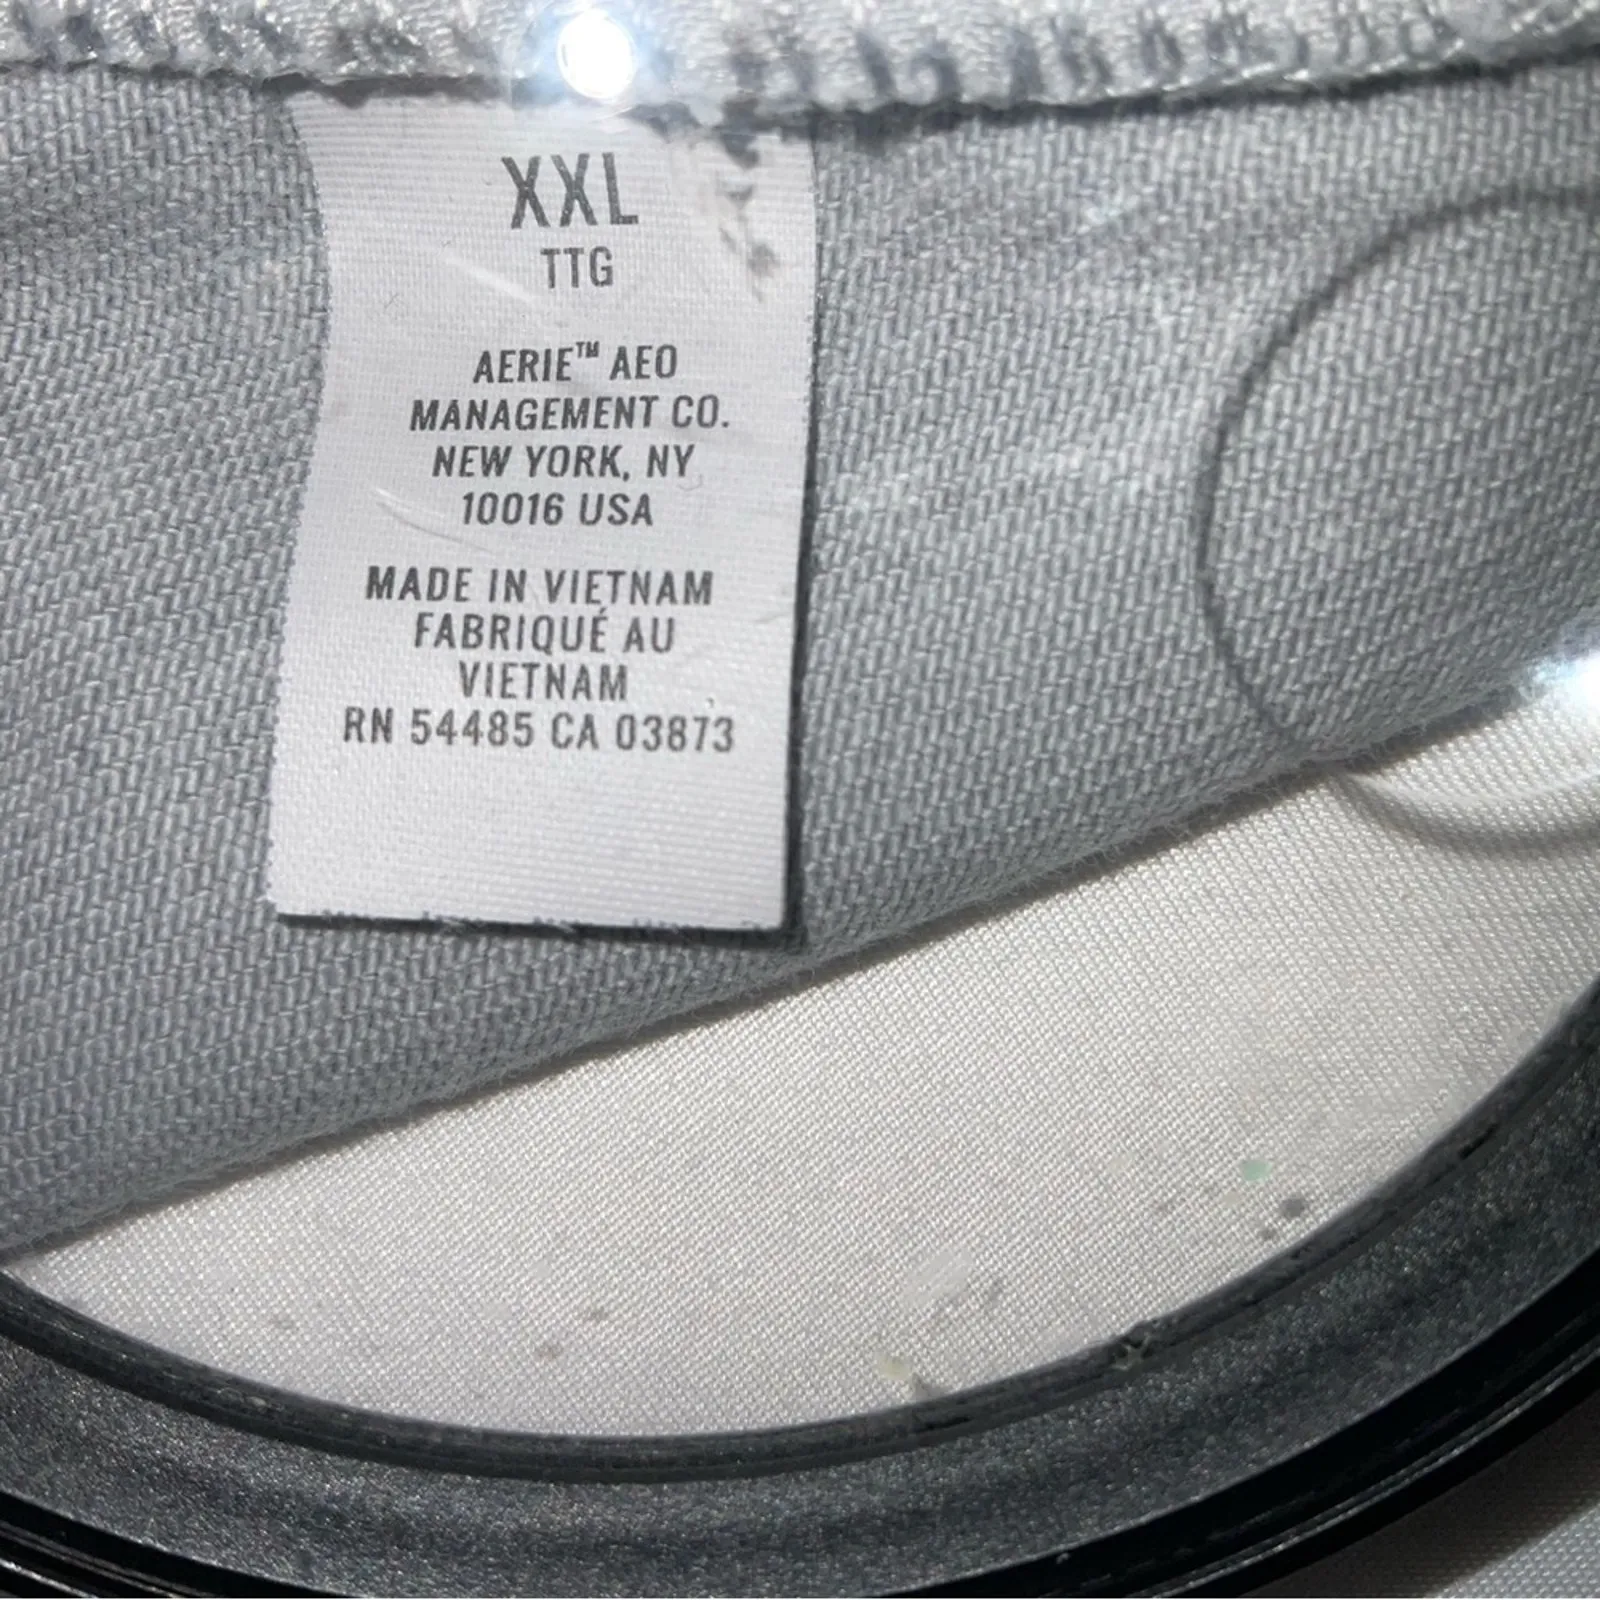 XXL
TTG
AERIE™ AEO
MANAGEMENT CO.
NEW YORK, NY
10016 USA
MADE IN VIETNAM
FABRIQUÉ AU
VIETNAM
RN 54485 CA 03873